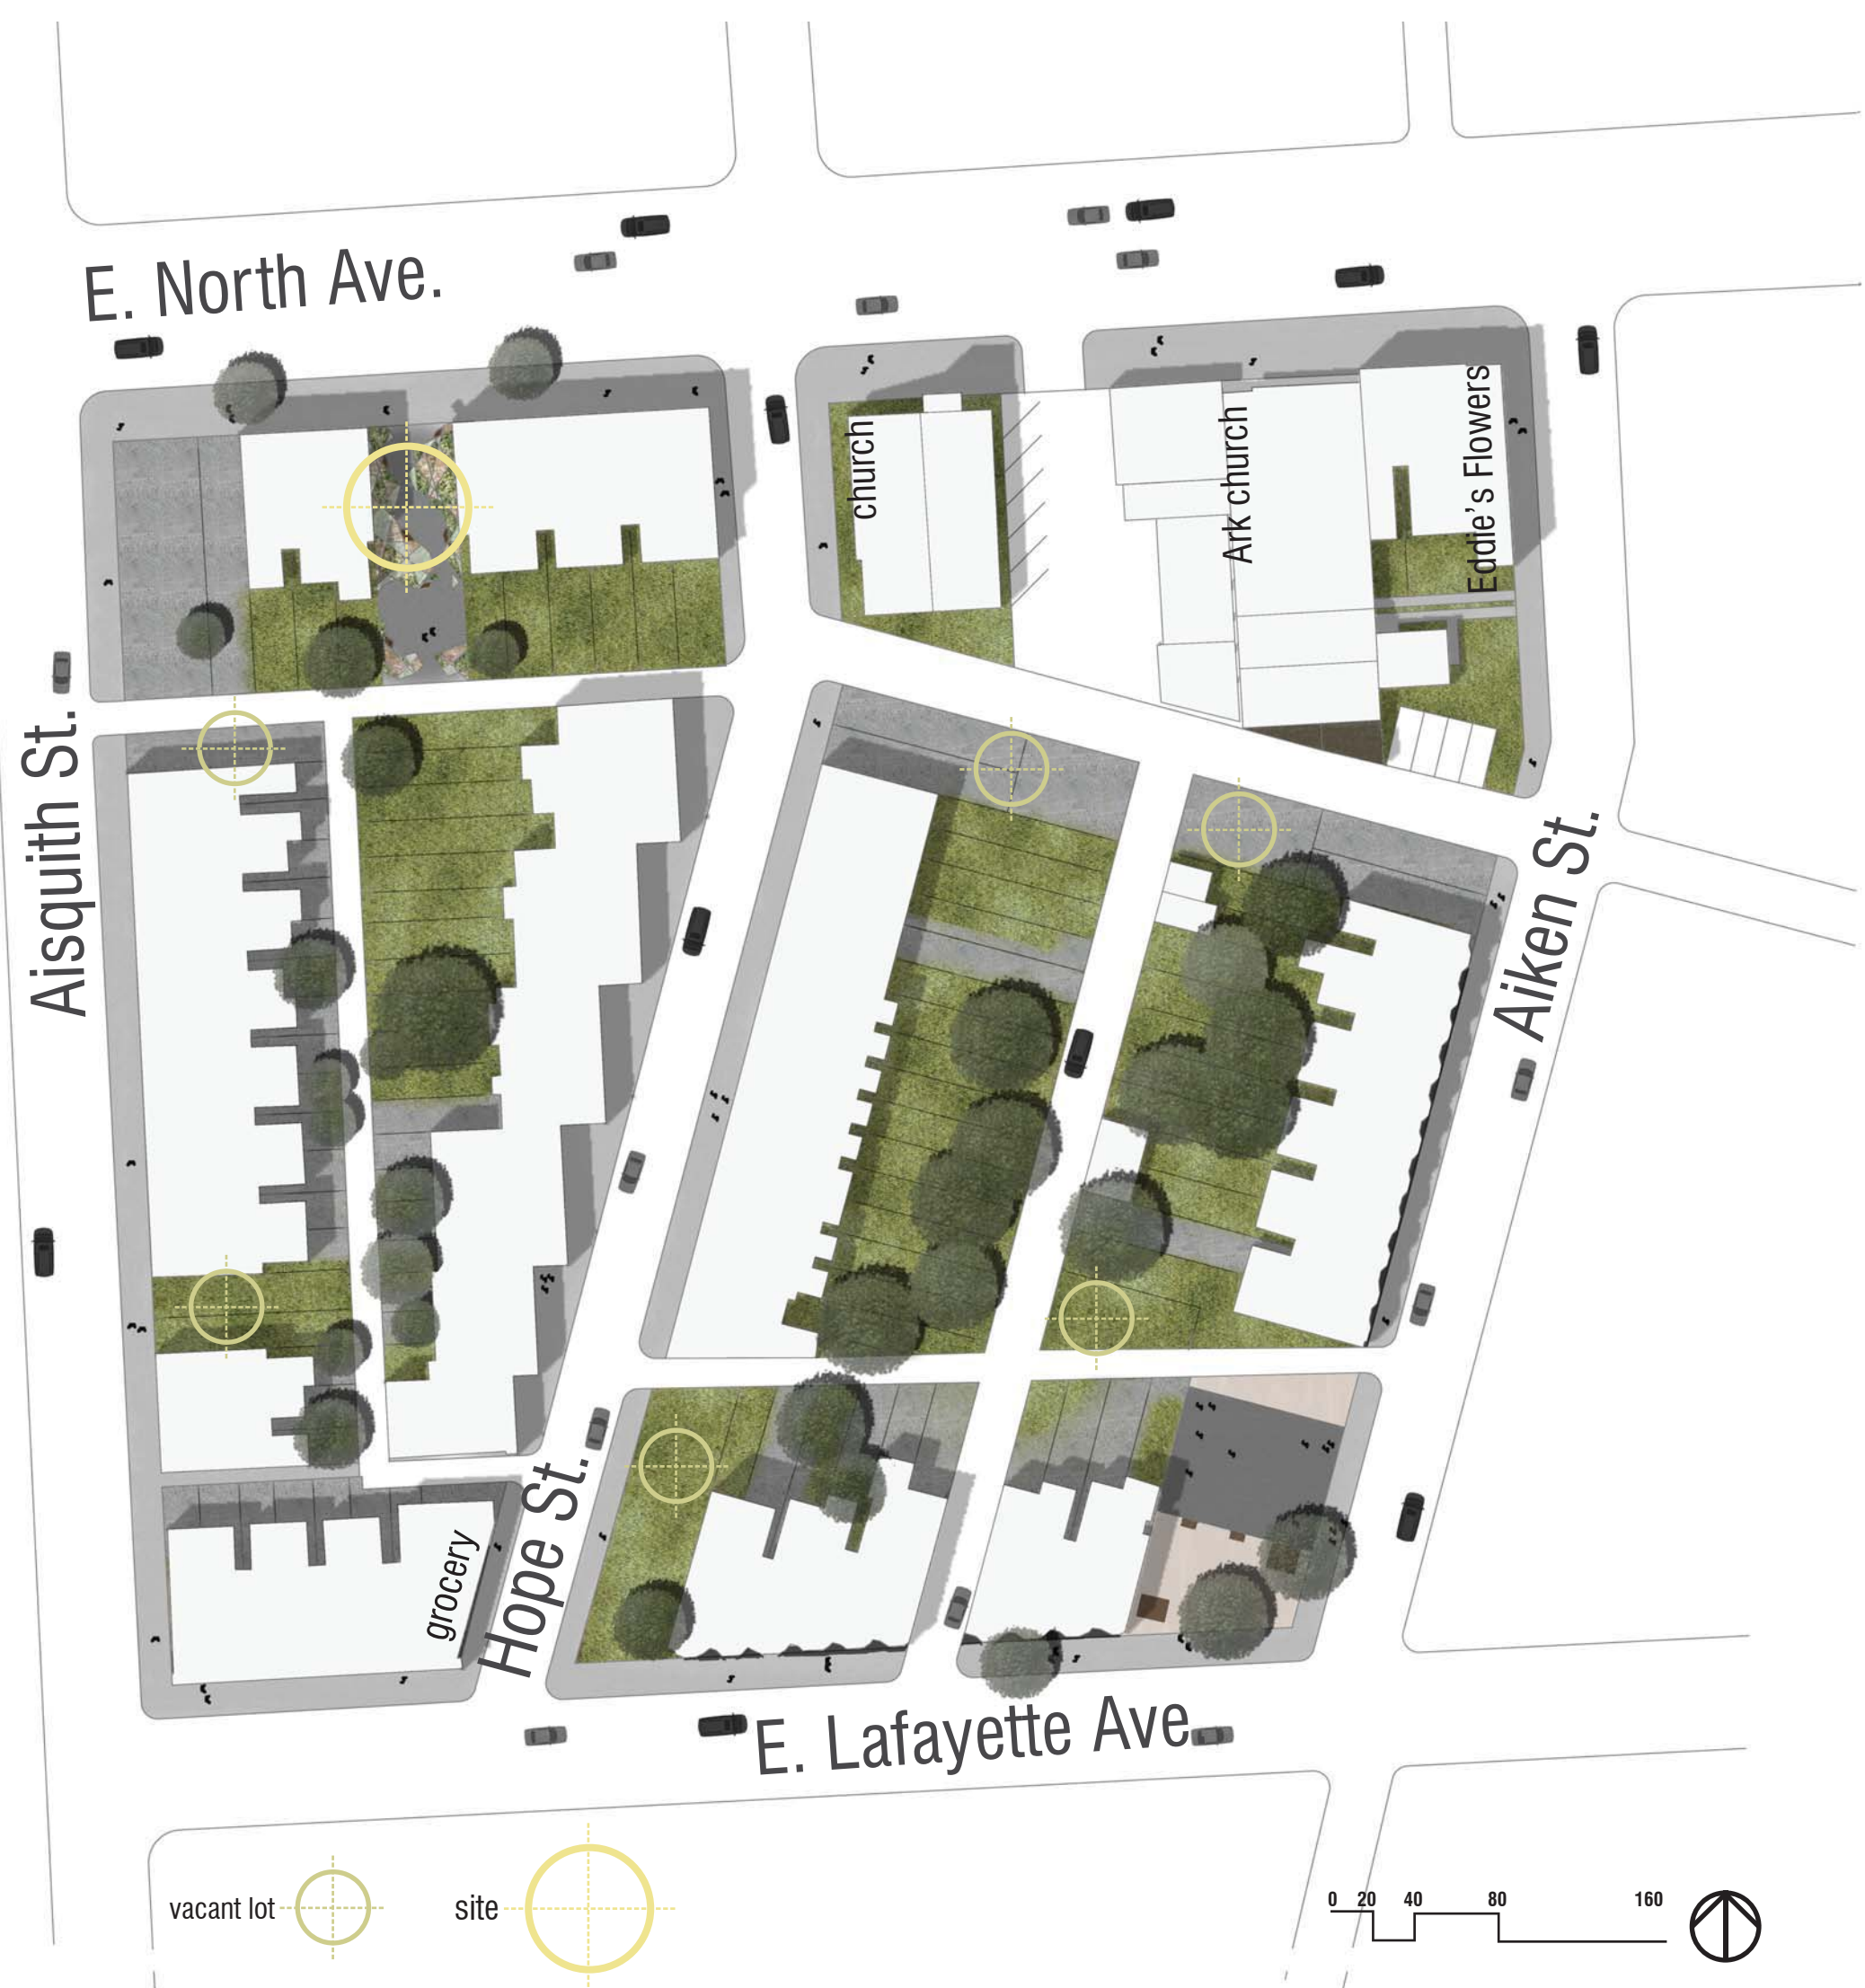 E. North Ave.
church
Ark church
Eddie's Flowers
Aisquith St.
Aiken St.
grocery
Hope St.
E. Lafayette Ave
vacant lot
site
0 20 40 80 160